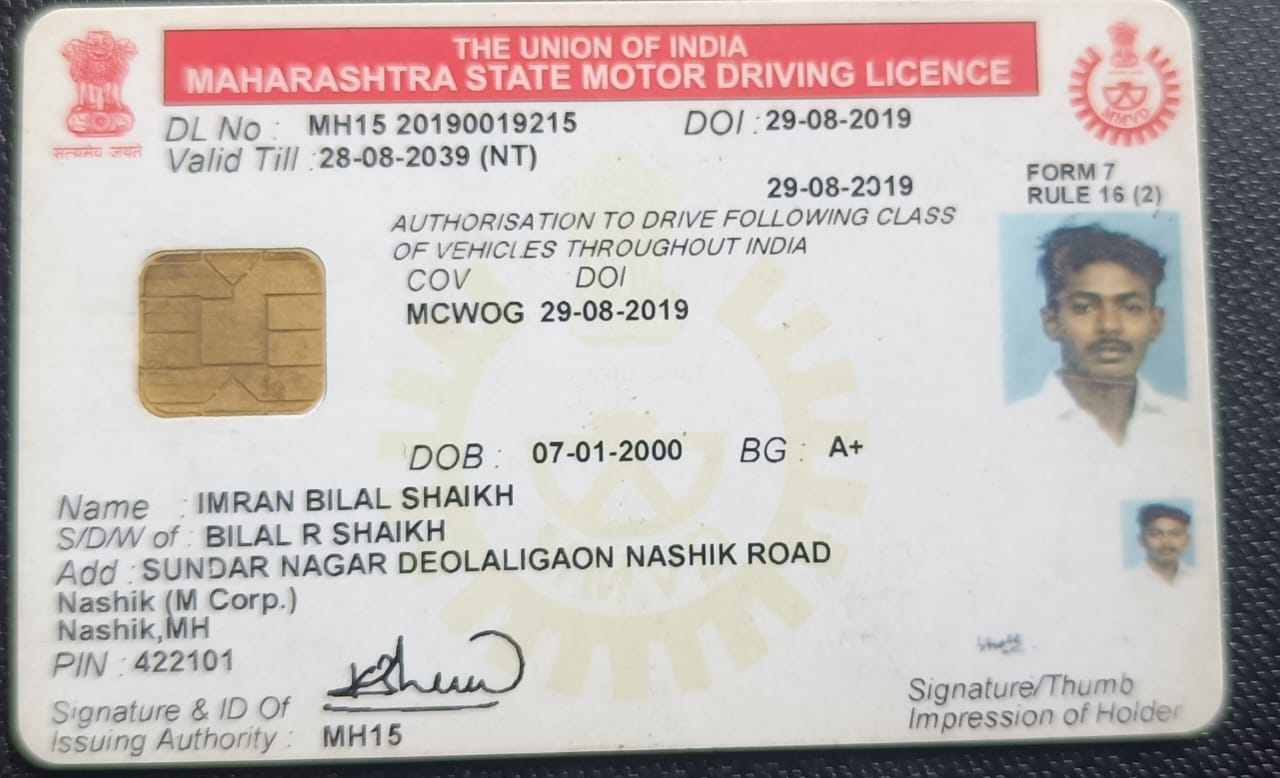 THE UNION OF INDIA
MAHARASHTRA STATE MOTOR DRIVING LICENCE
सत्यमेव जयते
MMVD
DL No : MH15 20190019215 DOI : 29-08-2019
Valid Till : 28-08-2039 (NT)
29-08-2019
FORM 7
RULE 16 (2)
AUTHORISATION TO DRIVE FOLLOWING CLASS
OF VEHICLES THROUGHOUT INDIA
COV DOI
MCWOG 29-08-2019
DOB : 07-01-2000 BG : A+
Name : IMRAN BILAL SHAIKH
S/D/W of : BILAL R SHAIKH
Add : SUNDAR NAGAR DEOLALIGAON NASHIK ROAD
Nashik (M Corp.)
Nashik,MH
PIN : 422101
Signature & ID Of
Issuing Authority : MH15
Signature/Thumb
Impression of Holder